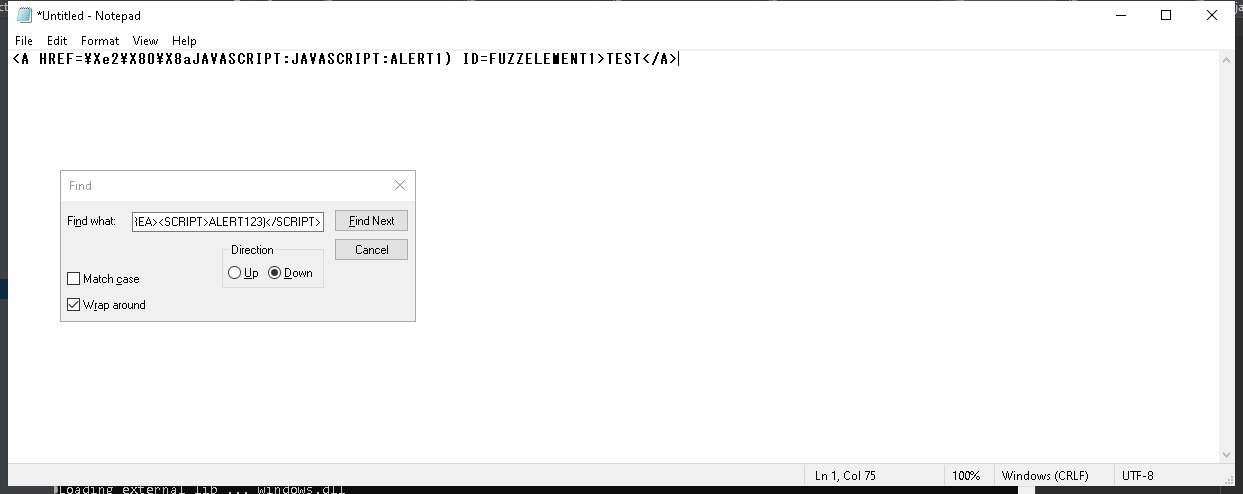 *Untitled - Notepad
File Edit Format View Help
<A HREF=¥Xe2¥X80¥X8aJAVASCRIPT:JAVASCRIPT:ALERT1) ID=FUZZELEMENT1>TEST</A>
Find
Find what: EA><SCRIPT>ALERT123)</SCRIPT> Find Next
Direction Cancel
Up Down
Match case
Wrap around
Ln 1, Col 75 100% Windows (CRLF) UTF-8
Loading external lib ... windows.dll